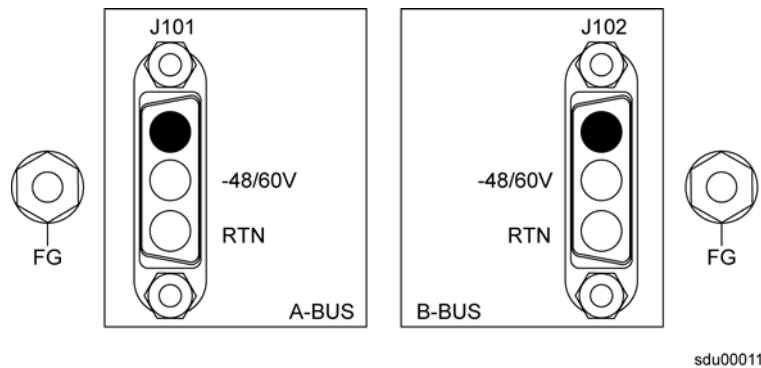 J101
-48/60V
RTN
FG
A-BUS
J102
-48/60V
RTN
FG
B-BUS
sdu00011